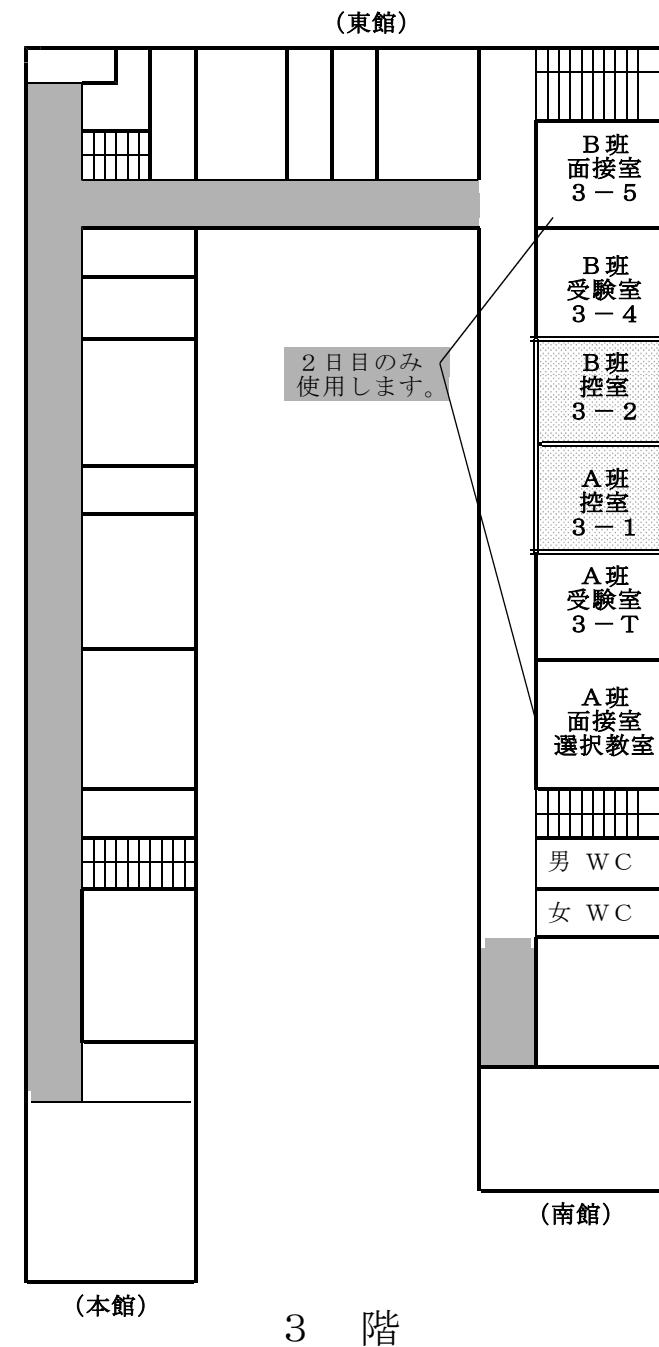 （東館）
Ｂ班
面接室
３－５
Ｂ班
受験室
３－４
２日目のみ
使用します。
Ｂ班
控室
３－２
Ａ班
控室
３－１
Ａ班
受験室
３－Ｔ
Ａ班
面接室
選択教室
男 ＷＣ
女 ＷＣ
（南館）
（本館）
３　階